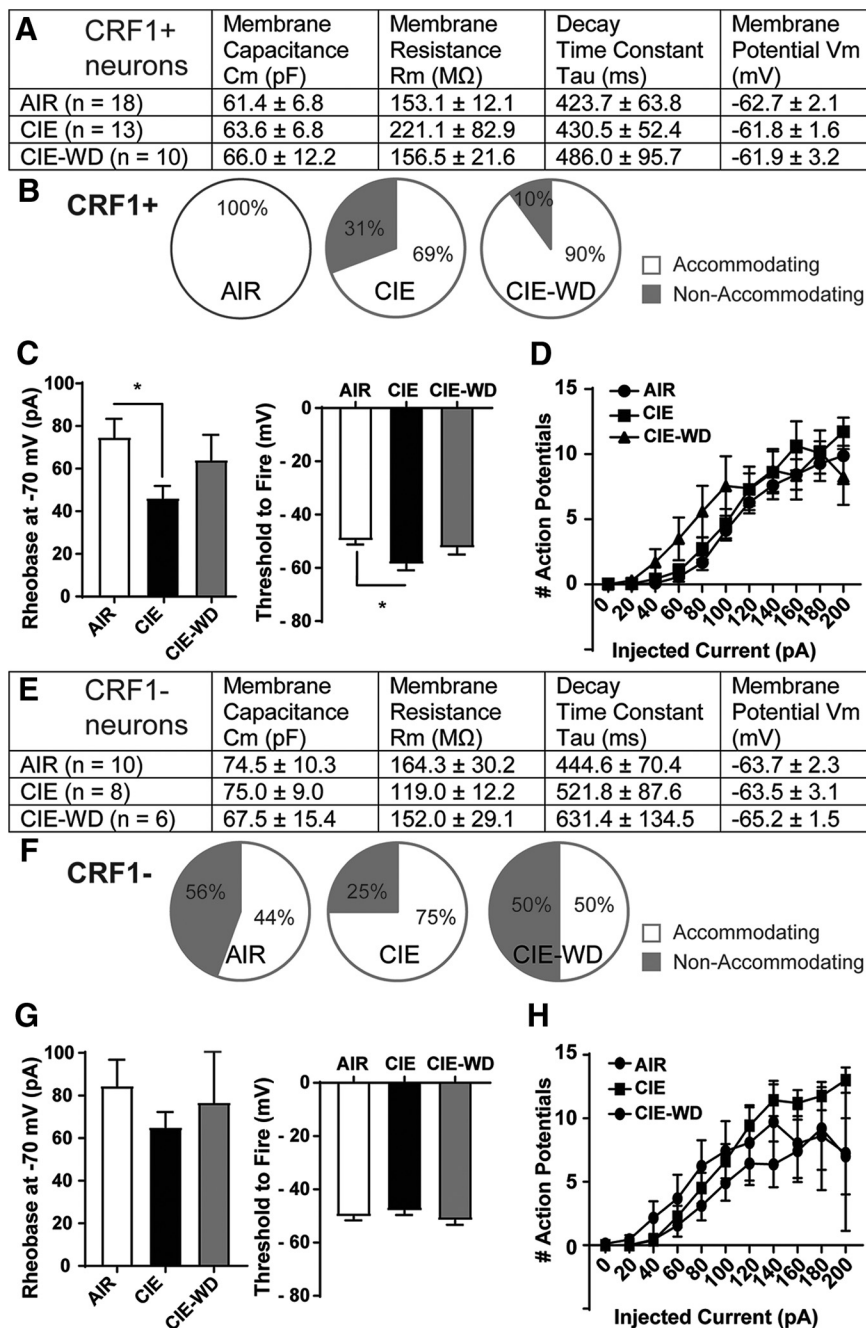 A
CRF1+ neurons
Membrane Capacitance Cm (pF)
Membrane Resistance Rm (MΩ)
Decay Time Constant Tau (ms)
Membrane Potential Vm (mV)
AIR (n = 18) 61.4 ± 6.8 153.1 ± 12.1 423.7 ± 63.8 -62.7 ± 2.1
CIE (n = 13) 63.6 ± 6.8 221.1 ± 82.9 430.5 ± 52.4 -61.8 ± 1.6
CIE-WD (n = 10) 66.0 ± 12.2 156.5 ± 21.6 486.0 ± 95.7 -61.9 ± 3.2
B
CRF1+
100%
AIR
31%
69%
CIE
10%
90%
CIE-WD
Accommodating
Non-Accommodating
C
Rheobase at -70 mV (pA)
100
80
60
40
20
0
*
AIR
CIE
CIE-WD
Threshold to Fire (mV)
AIR CIE CIE-WD
0
- 20
- 40
- 60
- 80
*
D
# Action Potentials
15
10
5
0
AIR
CIE
CIE-WD
0 20 40 60 80 100 120 140 160 180 200
Injected Current (pA)
E
CRF1- neurons
Membrane Capacitance Cm (pF)
Membrane Resistance Rm (MΩ)
Decay Time Constant Tau (ms)
Membrane Potential Vm (mV)
AIR (n = 10) 74.5 ± 10.3 164.3 ± 30.2 444.6 ± 70.4 -63.7 ± 2.3
CIE (n = 8) 75.0 ± 9.0 119.0 ± 12.2 521.8 ± 87.6 -63.5 ± 3.1
CIE-WD (n = 6) 67.5 ± 15.4 152.0 ± 29.1 631.4 ± 134.5 -65.2 ± 1.5
F
CRF1-
56%
44%
AIR
25%
75%
CIE
50%
50%
CIE-WD
Accommodating
Non-Accommodating
G
Rheobase at -70 mV (pA)
100
80
60
40
20
0
AIR
CIE
CIE-WD
Threshold to Fire (mV)
AIR CIE CIE-WD
0
- 20
- 40
- 60
- 80
H
# Action Potentials
15
10
5
0
AIR
CIE
CIE-WD
0 20 40 60 80 100 120 140 160 180 200
Injected Current (pA)